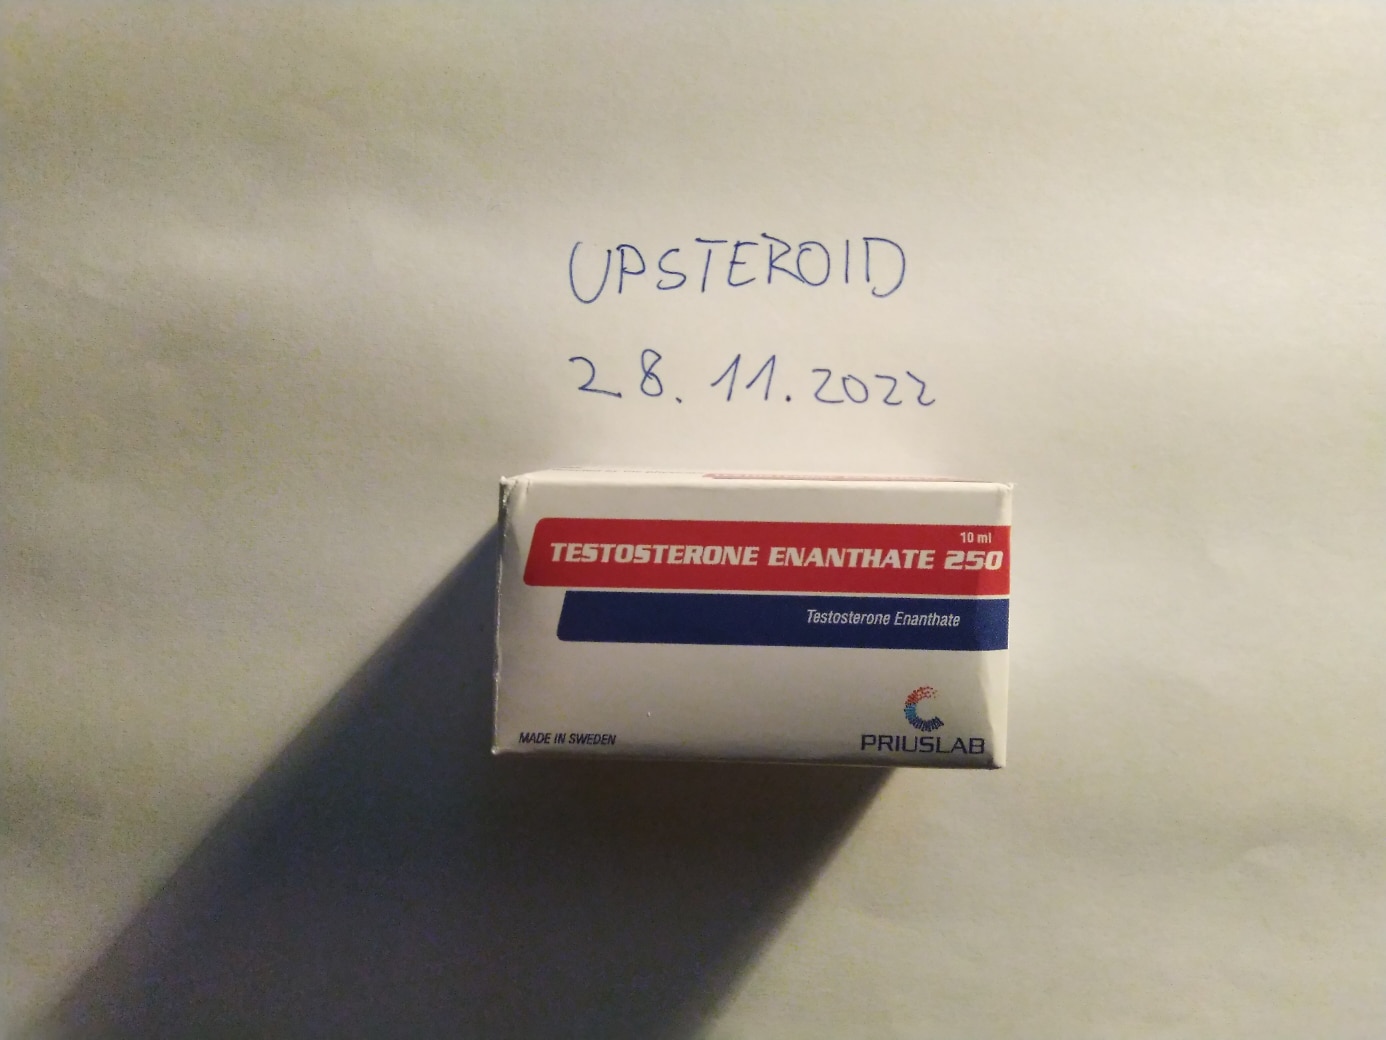 UPSTEROID
28.11.2022
10 ml
TESTOSTERONE ENANTHATE 250
Testosterone Enanthate
MADE IN SWEDEN
PRIUSLAB